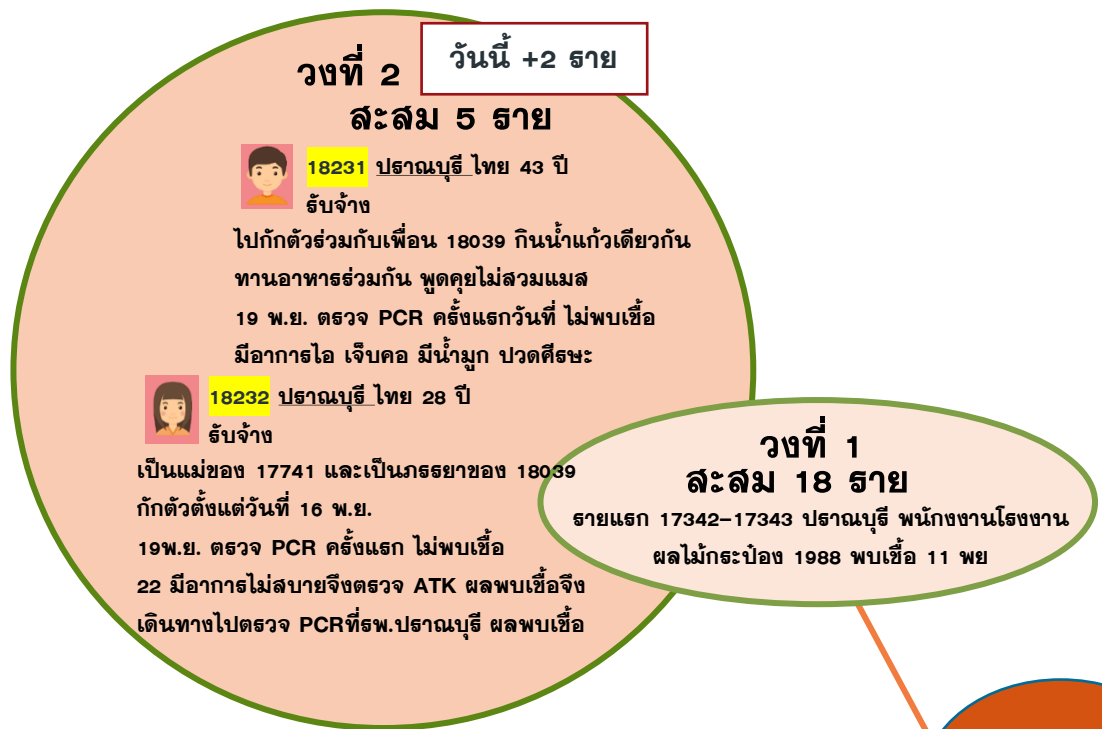 วงที่ 2
วันนี้ +2 ราย
สะสม 5 ราย
18231 ปราณบุรี ไทย 43 ปี
รับจ้าง
ไปกักตัวร่วมกับเพื่อน 18039 กินน้ำแก้วเดียวกัน
ทานอาหารร่วมกัน พูดคุยไม่สวมแมส
19 พ.ย. ตรวจ PCR ครั้งแรกวันที่ ไม่พบเชื้อ
มีอาการไอ เจ็บคอ มีน้ำมูก ปวดศีรษะ
18232 ปราณบุรี ไทย 28 ปี
รับจ้าง
เป็นแม่ของ 17741 และเป็นภรรยาของ 18039
กักตัวตั้งแต่วันที่ 16 พ.ย.
19พ.ย. ตรวจ PCR ครั้งแรก ไม่พบเชื้อ
22 มีอาการไม่สบายจึงตรวจ ATK ผลพบเชื้อจึง
เดินทางไปตรวจ PCRที่รพ.ปราณบุรี ผลพบเชื้อ
วงที่ 1
สะสม 18 ราย
รายแรก 17342-17343 ปราณบุรี พนักงงานโรงงาน
ผลไม้กระป๋อง 1988 พบเชื้อ 11 พย